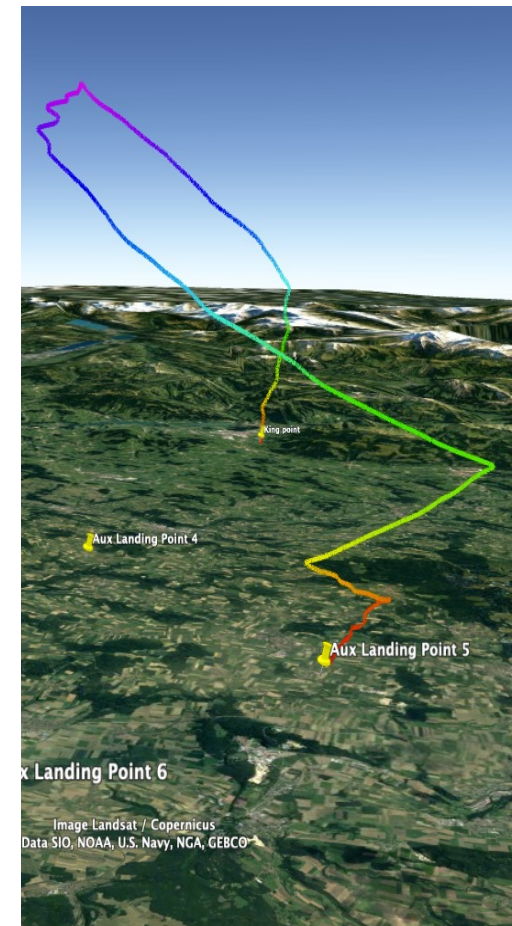 King point
Aux Landing Point 4
Aux Landing Point 5
x Landing Point 6
Image Landsat / Copernicus
Data SIO, NOAA, U.S. Navy, NGA, GEBCO